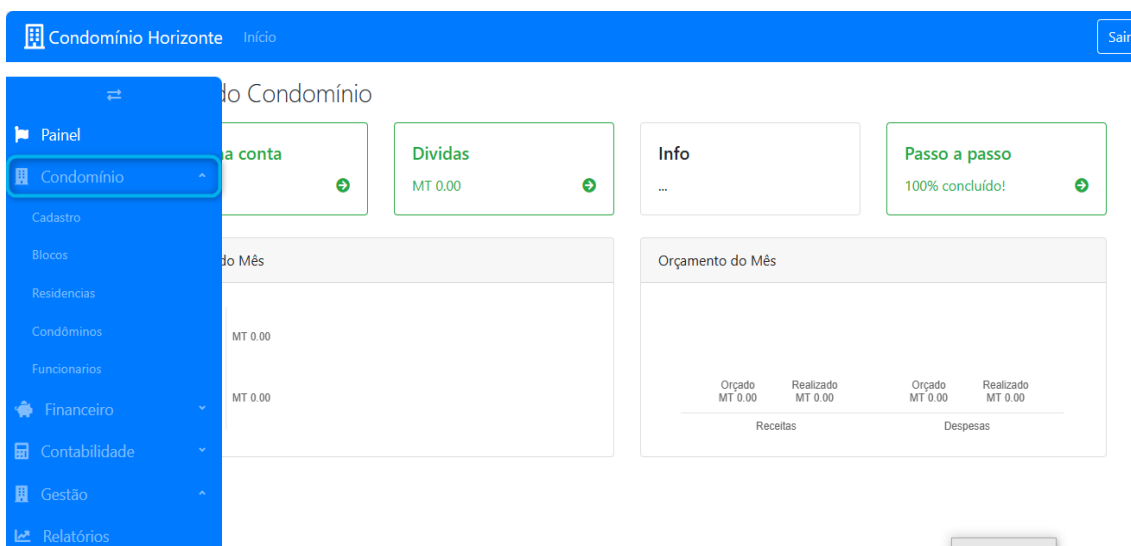 Condomínio Horizonte Início Sair
do Condomínio
Painel
Condomínio
Cadastro
Blocos
Residencias
Condôminos
Funcionarios
Financeiro
Contabilidade
Gestão
Relatórios
a conta
Dividas
MT 0.00
Info
...
Passo a passo
100% concluído!
do Mês
MT 0.00
MT 0.00
Orçamento do Mês
Orçado Realizado Orçado Realizado
MT 0.00 MT 0.00 MT 0.00 MT 0.00
Receitas Despesas